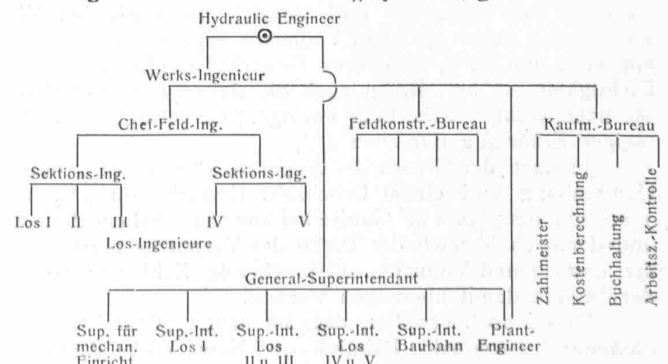 Hydraulic Engineer
Werks-Ingenieur
Chef-Feld-Ing. Feldkonstr.-Bureau Kaufm.-Bureau
Sektions-Ing. Sektions-Ing.
Los I II III IV V
Los-Ingenieure
Zahlmeister
Kostenberechnung
Buchhaltung
Arbeitsz.-Kontrolle
General-Superintendant
Sup. für
mechan.
Einricht.
Sup.-Int.
Los I
Sup.-Int.
Los
II u. III
Sup.-Int.
Los
IV u. V
Sup.-Int.
Baubahn
Plant-
Engineer